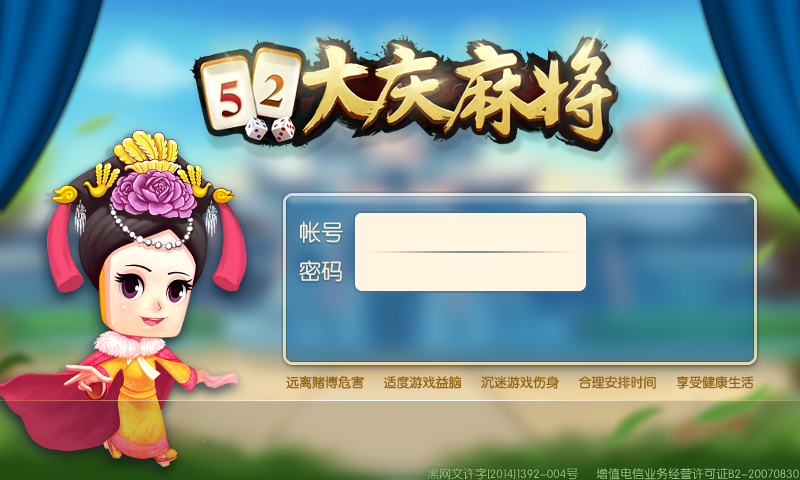 52大庆麻将
帐号
密码
远离赌博危害 适度游戏益脑 沉迷游戏伤身 合理安排时间 享受健康生活
黑网文许字[2014]1392-004号 增值电信业务经营许可证B2-20070830